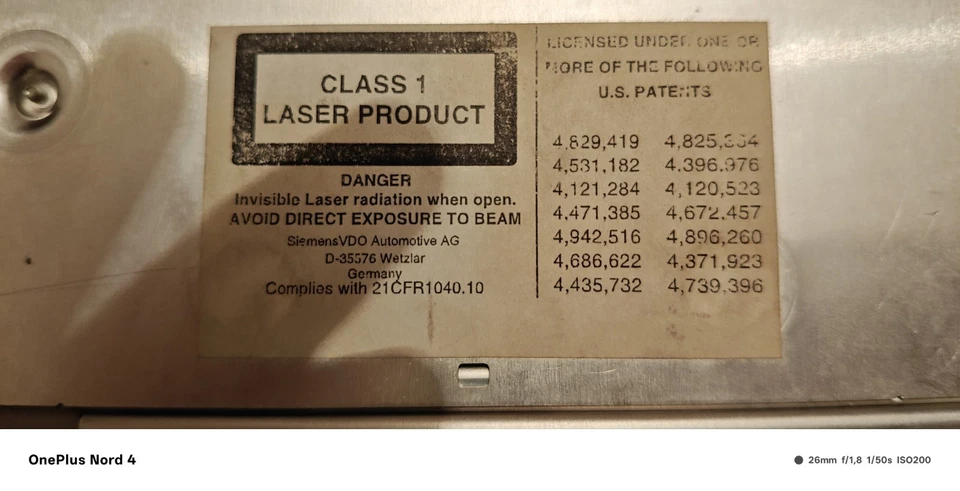 CLASS 1
LASER PRODUCT
DANGER
Invisible Laser radiation when open.
AVOID DIRECT EXPOSURE TO BEAM
SiemensVDO Automotive AG
D-35576 Wetzlar
Germany
Complies with 21CFR1040.10
LICENSED UNDER ONE OR
MORE OF THE FOLLOWING
U.S. PATENTS
4,829,419
4,531,182 4.396.976
4,121,284 4,120,523
4.471,385 4,672.457
4,942,516 4,896,260
4,686,622 4,371,923
4,435,732 4,739.396
OnePlus Nord 4
26mm f/1,8 1/50s ISO200